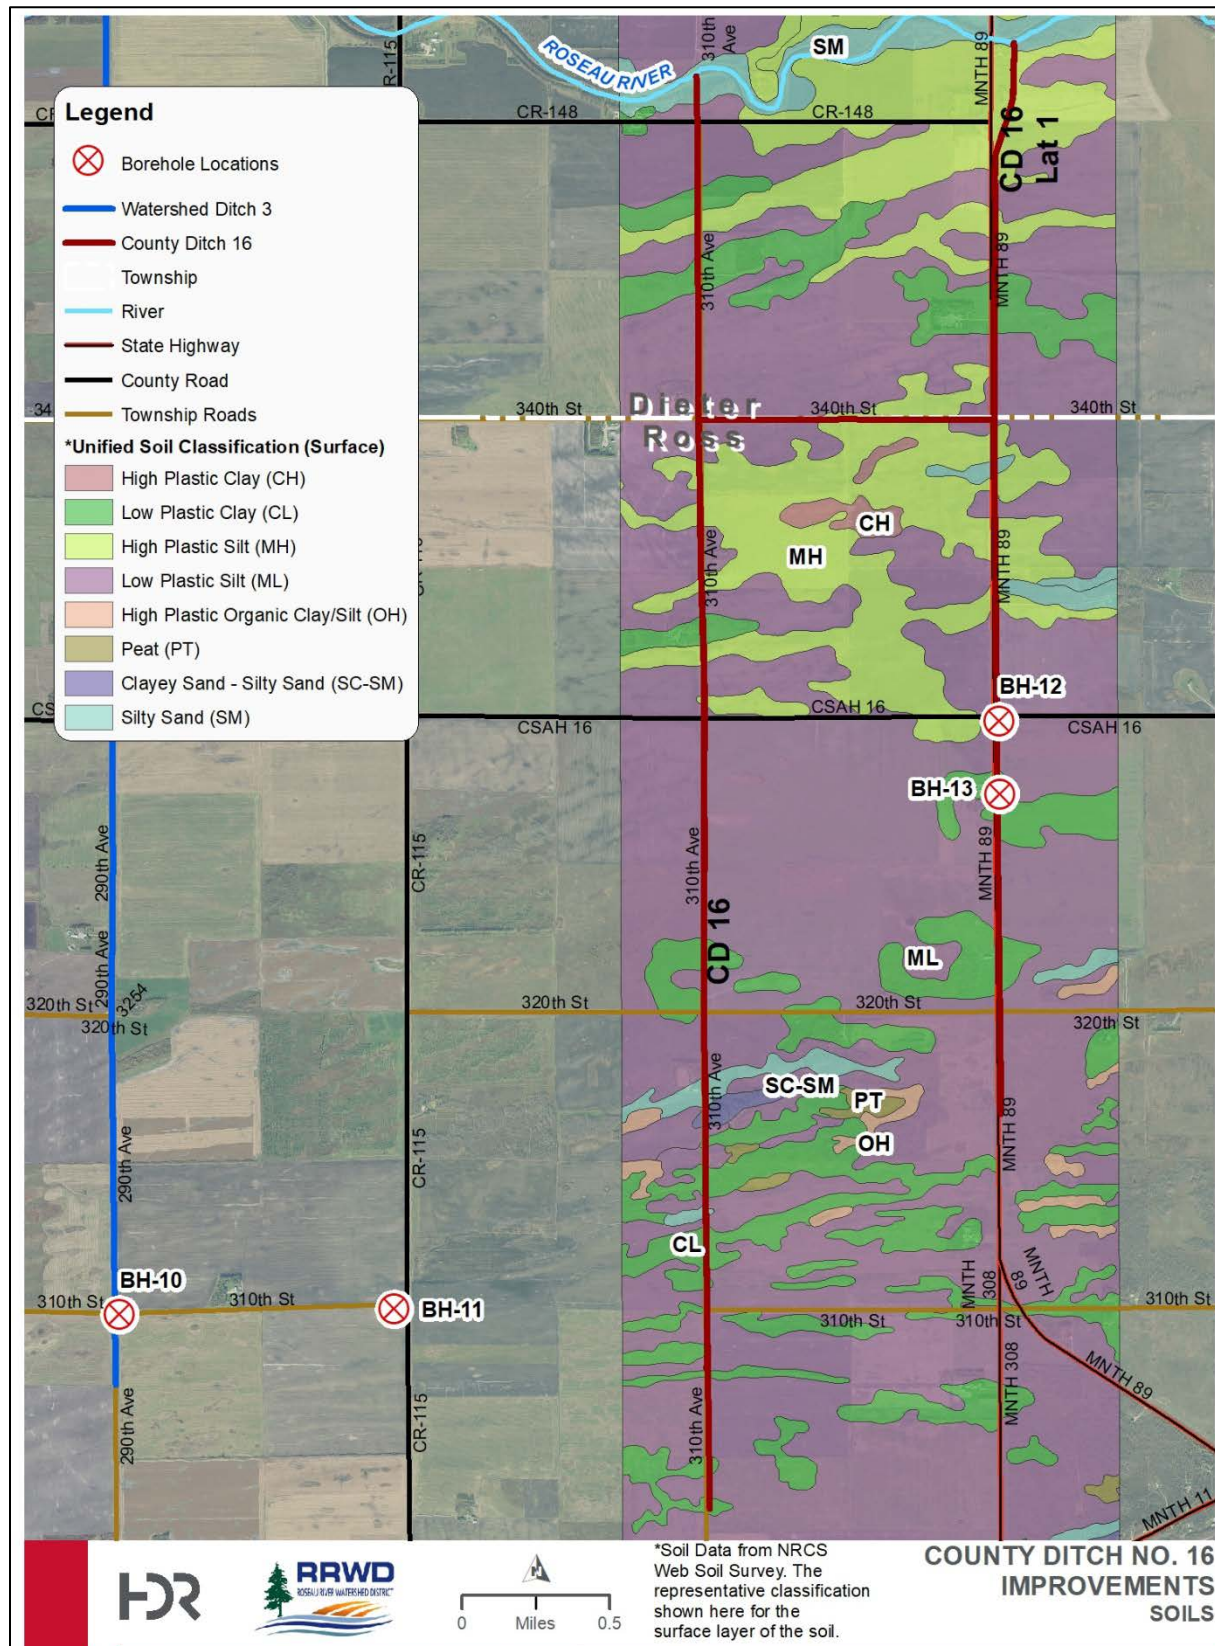 310th Ave
SM
MNTH 89
ROSEAU RIVER
CR-115
CR-148
CR-148
CD 16
Lat 1
Legend
Borehole Locations
Watershed Ditch 3
County Ditch 16
Township
River
State Highway
County Road
Township Roads
*Unified Soil Classification (Surface)
High Plastic Clay (CH)
Low Plastic Clay (CL)
High Plastic Silt (MH)
Low Plastic Silt (ML)
High Plastic Organic Clay/Silt (OH)
Peat (PT)
Clayey Sand - Silty Sand (SC-SM)
Silty Sand (SM)
310th Ave
MNTH 89
Dieter
Ross
340th St
340th St
340th St
CH
MH
310th Ave
MNTH 89
BH-12
CSAH 16
CSAH 16
CSAH 16
BH-13
290th Ave
CR-115
310th Ave
MNTH 89
CD 16
ML
290th Ave
3254
320th St
320th St
320th St
320th St
320th St
SC-SM
PT
OH
310th Ave
MNTH 89
290th Ave
CR-115
CL
BH-10
BH-11
310th St
310th St
MNTH 308
MNTH 89
310th St
310th St
310th St
MNTH 308
MNTH 89
290th Ave
CR-115
310th Ave
MNTH 11
HDR
RRWD
ROSEAU RIVER WATERSHED DISTRICT
N
0 Miles 0.5
*Soil Data from NRCS
Web Soil Survey. The
representative classification
shown here for the
surface layer of the soil.
COUNTY DITCH NO. 16
IMPROVEMENTS
SOILS